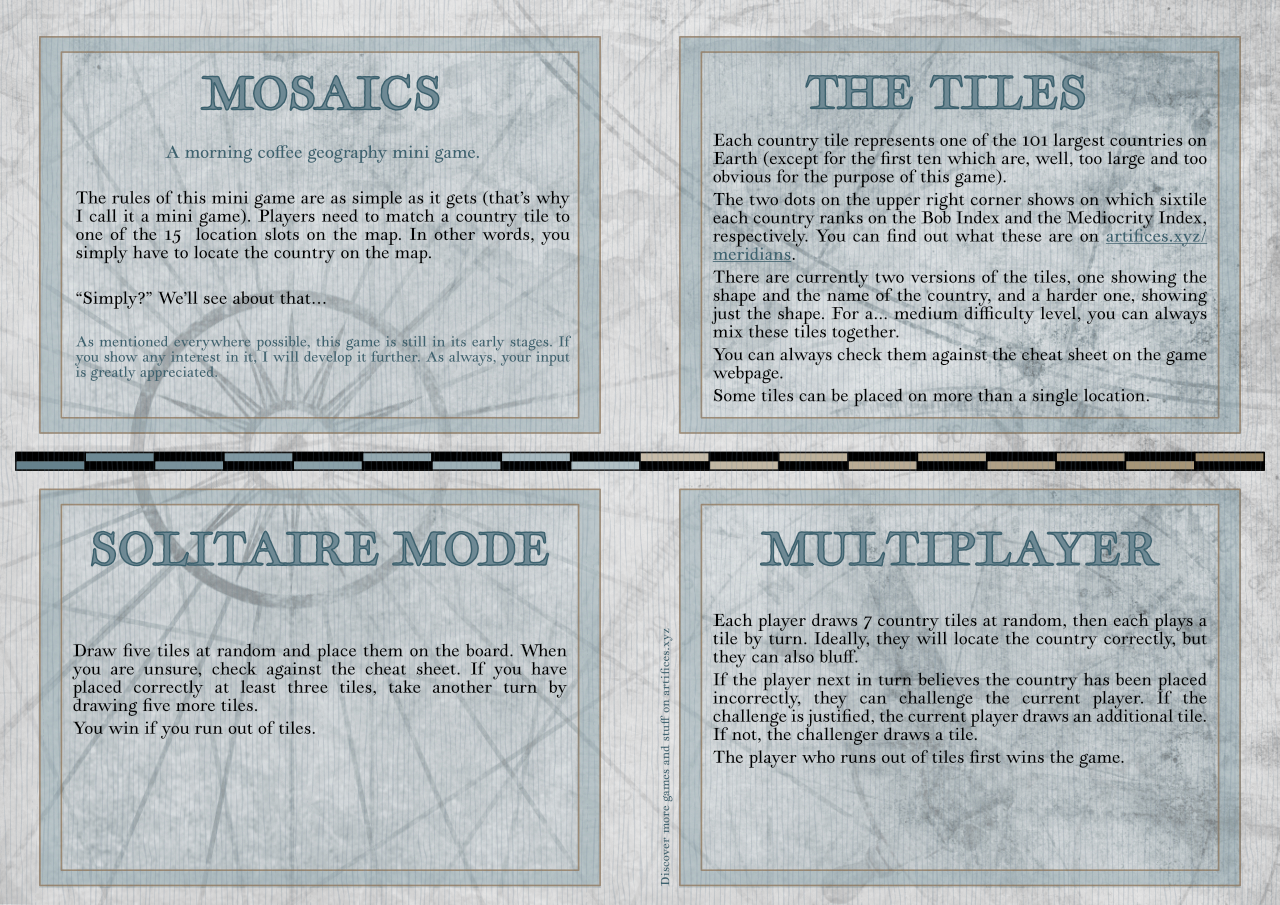 MOSAICS
A morning coffee geography mini game.
The rules of this mini game are as simple as it gets (that's why
I call it a mini game). Players need to match a country tile to
one of the 15 location slots on the map. In other words, you
simply have to locate the country on the map.
“Simply?” We'll see about that…
As mentioned everywhere possible, this game is still in its early stages. If
you show any interest in it, I will develop it further. As always, your input
is greatly appreciated.
THE TILES
Each country tile represents one of the 101 largest countries on
Earth (except for the first ten which are, well, too large and too
obvious for the purpose of this game).
The two dots on the upper right corner shows on which sixtile
each country ranks on the Bob Index and the Mediocrity Index,
respectively. You can find out what these are on artifices.xyz/
meridians.
There are currently two versions of the tiles, one showing the
shape and the name of the country, and a harder one, showing
just the shape. For a... medium difficulty level, you can always
mix these tiles together.
You can always check them against the cheat sheet on the game
webpage.
Some tiles can be placed on more than a single location.
80
70
SOLITAIRE MODE
Draw five tiles at random and place them on the board. When
you are unsure, check against the cheat sheet. If you have
placed correctly at least three tiles, take another turn by
drawing five more tiles.
You win if you run out of tiles.
Discover more games and stuff on artifices.xyz
MULTIPLAYER
Each player draws 7 country tiles at random, then each plays a
tile by turn. Ideally, they will locate the country correctly, but
they can also bluff.
If the player next in turn believes the country has been placed
incorrectly, they can challenge the current player. If the
challenge is justified, the current player draws an additional tile.
If not, the challenger draws a tile.
The player who runs out of tiles first wins the game.